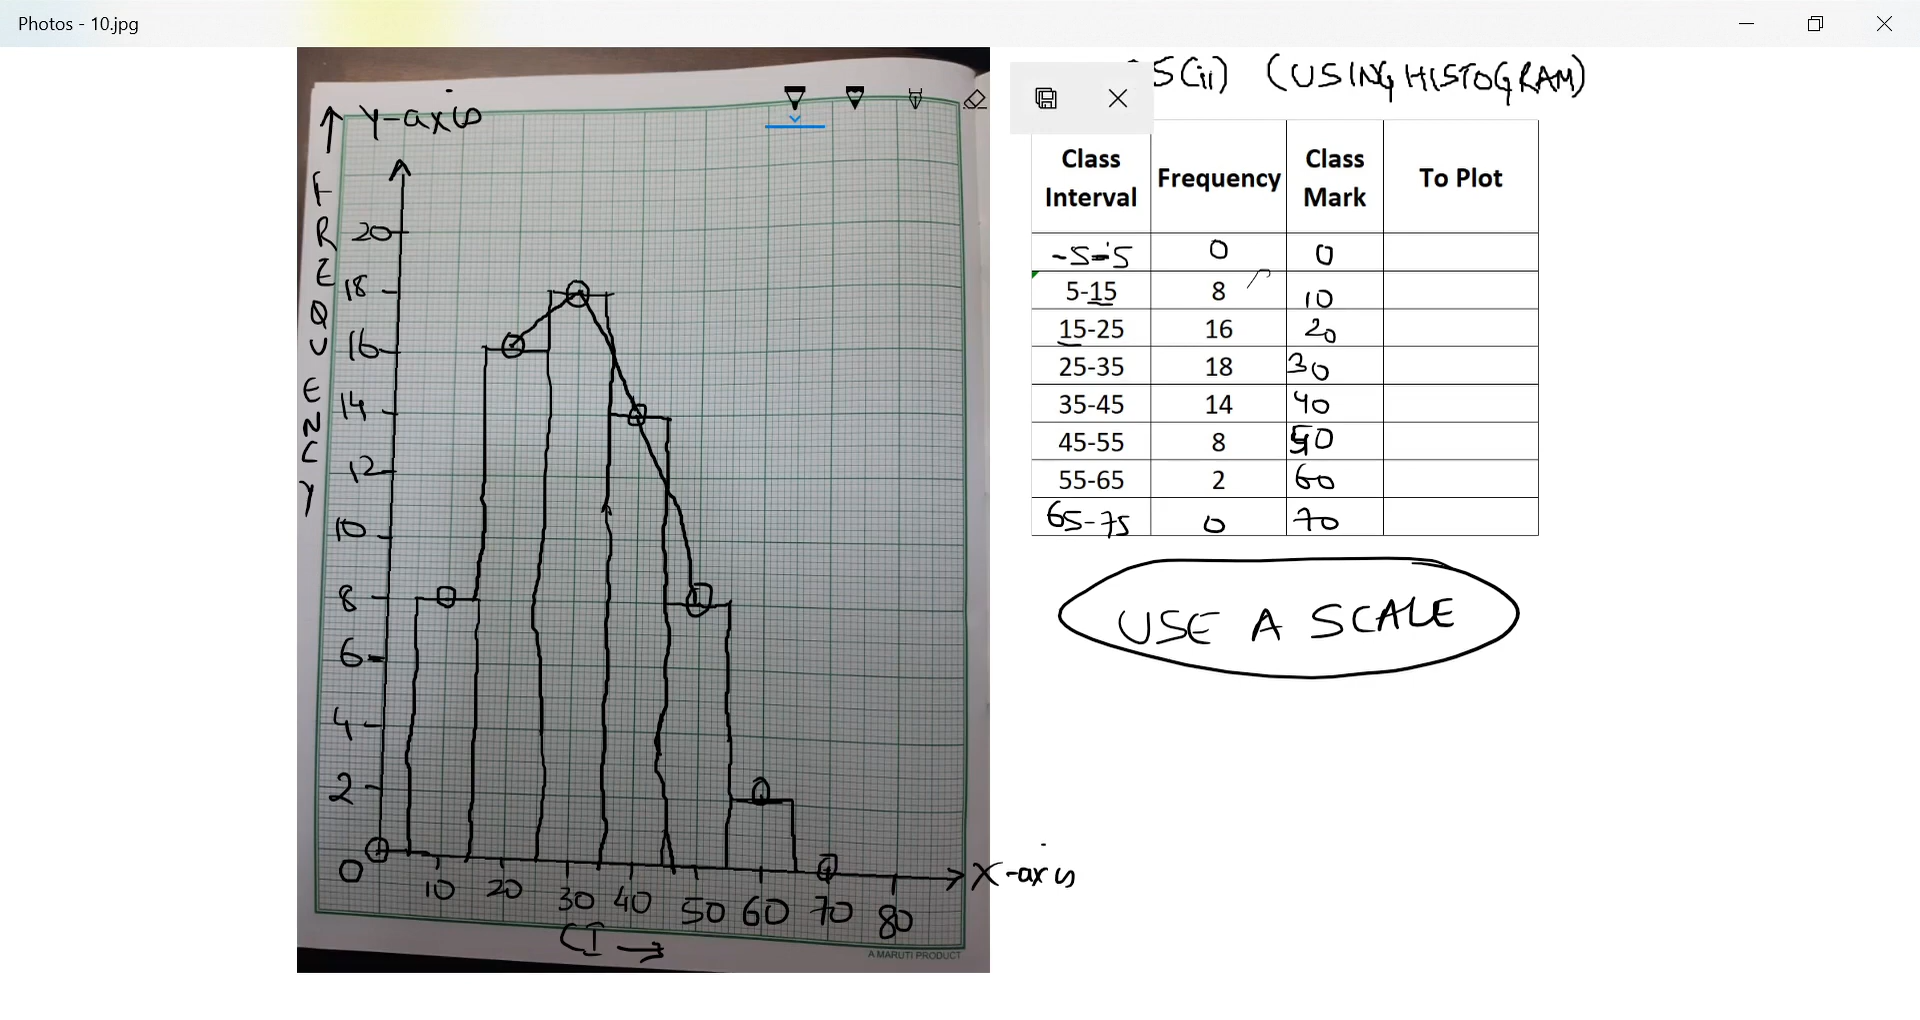 Photos - 10.jpg
5(ii) (USING HISTOGRAM)
Y-axis
FREQUENCY
20
18
16
14
12
10
8
6
4
2
0
10 20 30 40 50 60 70 80
X-axis
CI →
A MARUTI PRODUCT
Class Interval Frequency Class Mark To Plot
-5-5 0 0
5-15 8 10
15-25 16 20
25-35 18 30
35-45 14 40
45-55 8 50
55-65 2 60
65-75 0 70
USE A SCALE